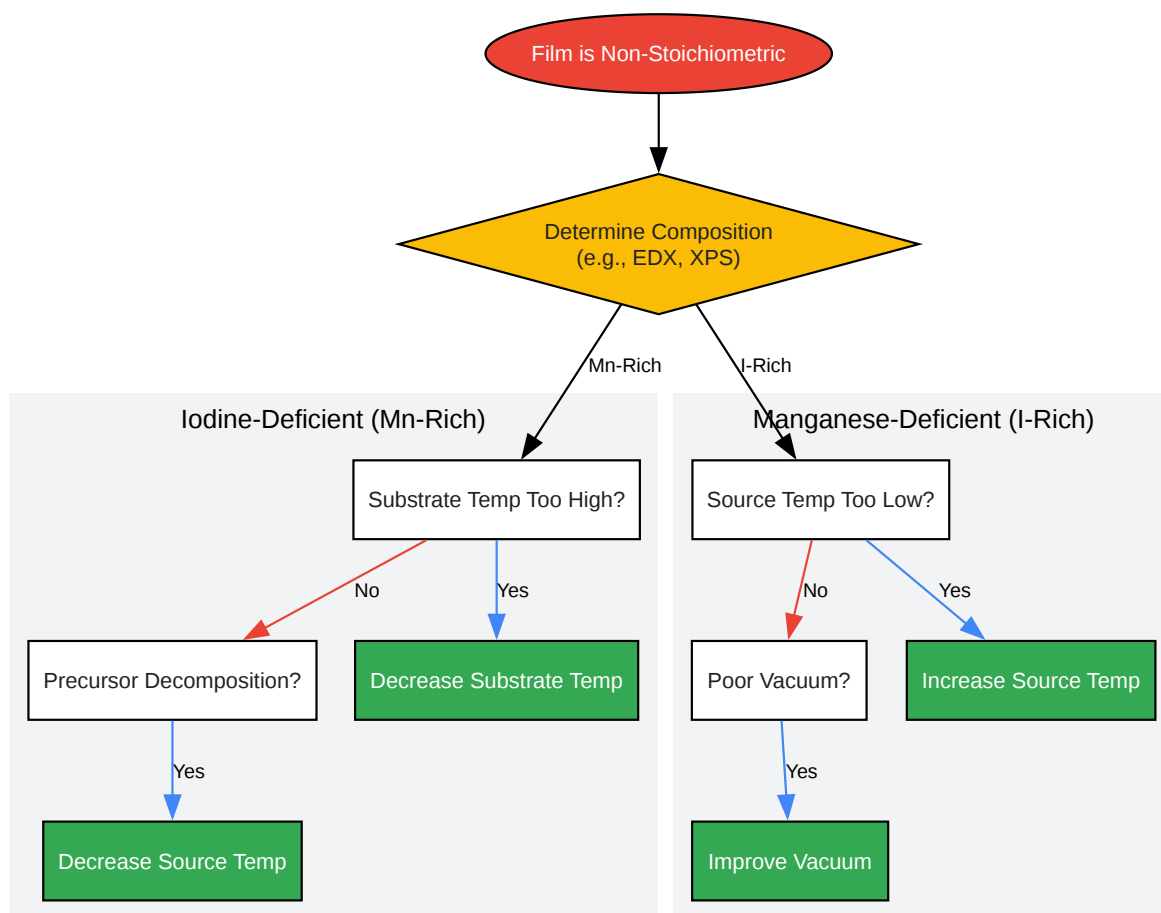 Film is Non-Stoichiometric
Determine Composition
(e.g., EDX, XPS)
Mn-Rich
I-Rich
Iodine-Deficient (Mn-Rich)
Manganese-Deficient (I-Rich)
Substrate Temp Too High?
Source Temp Too Low?
No
Yes
No
Yes
Precursor Decomposition?
Decrease Substrate Temp
Poor Vacuum?
Increase Source Temp
Yes
Yes
Decrease Source Temp
Improve Vacuum